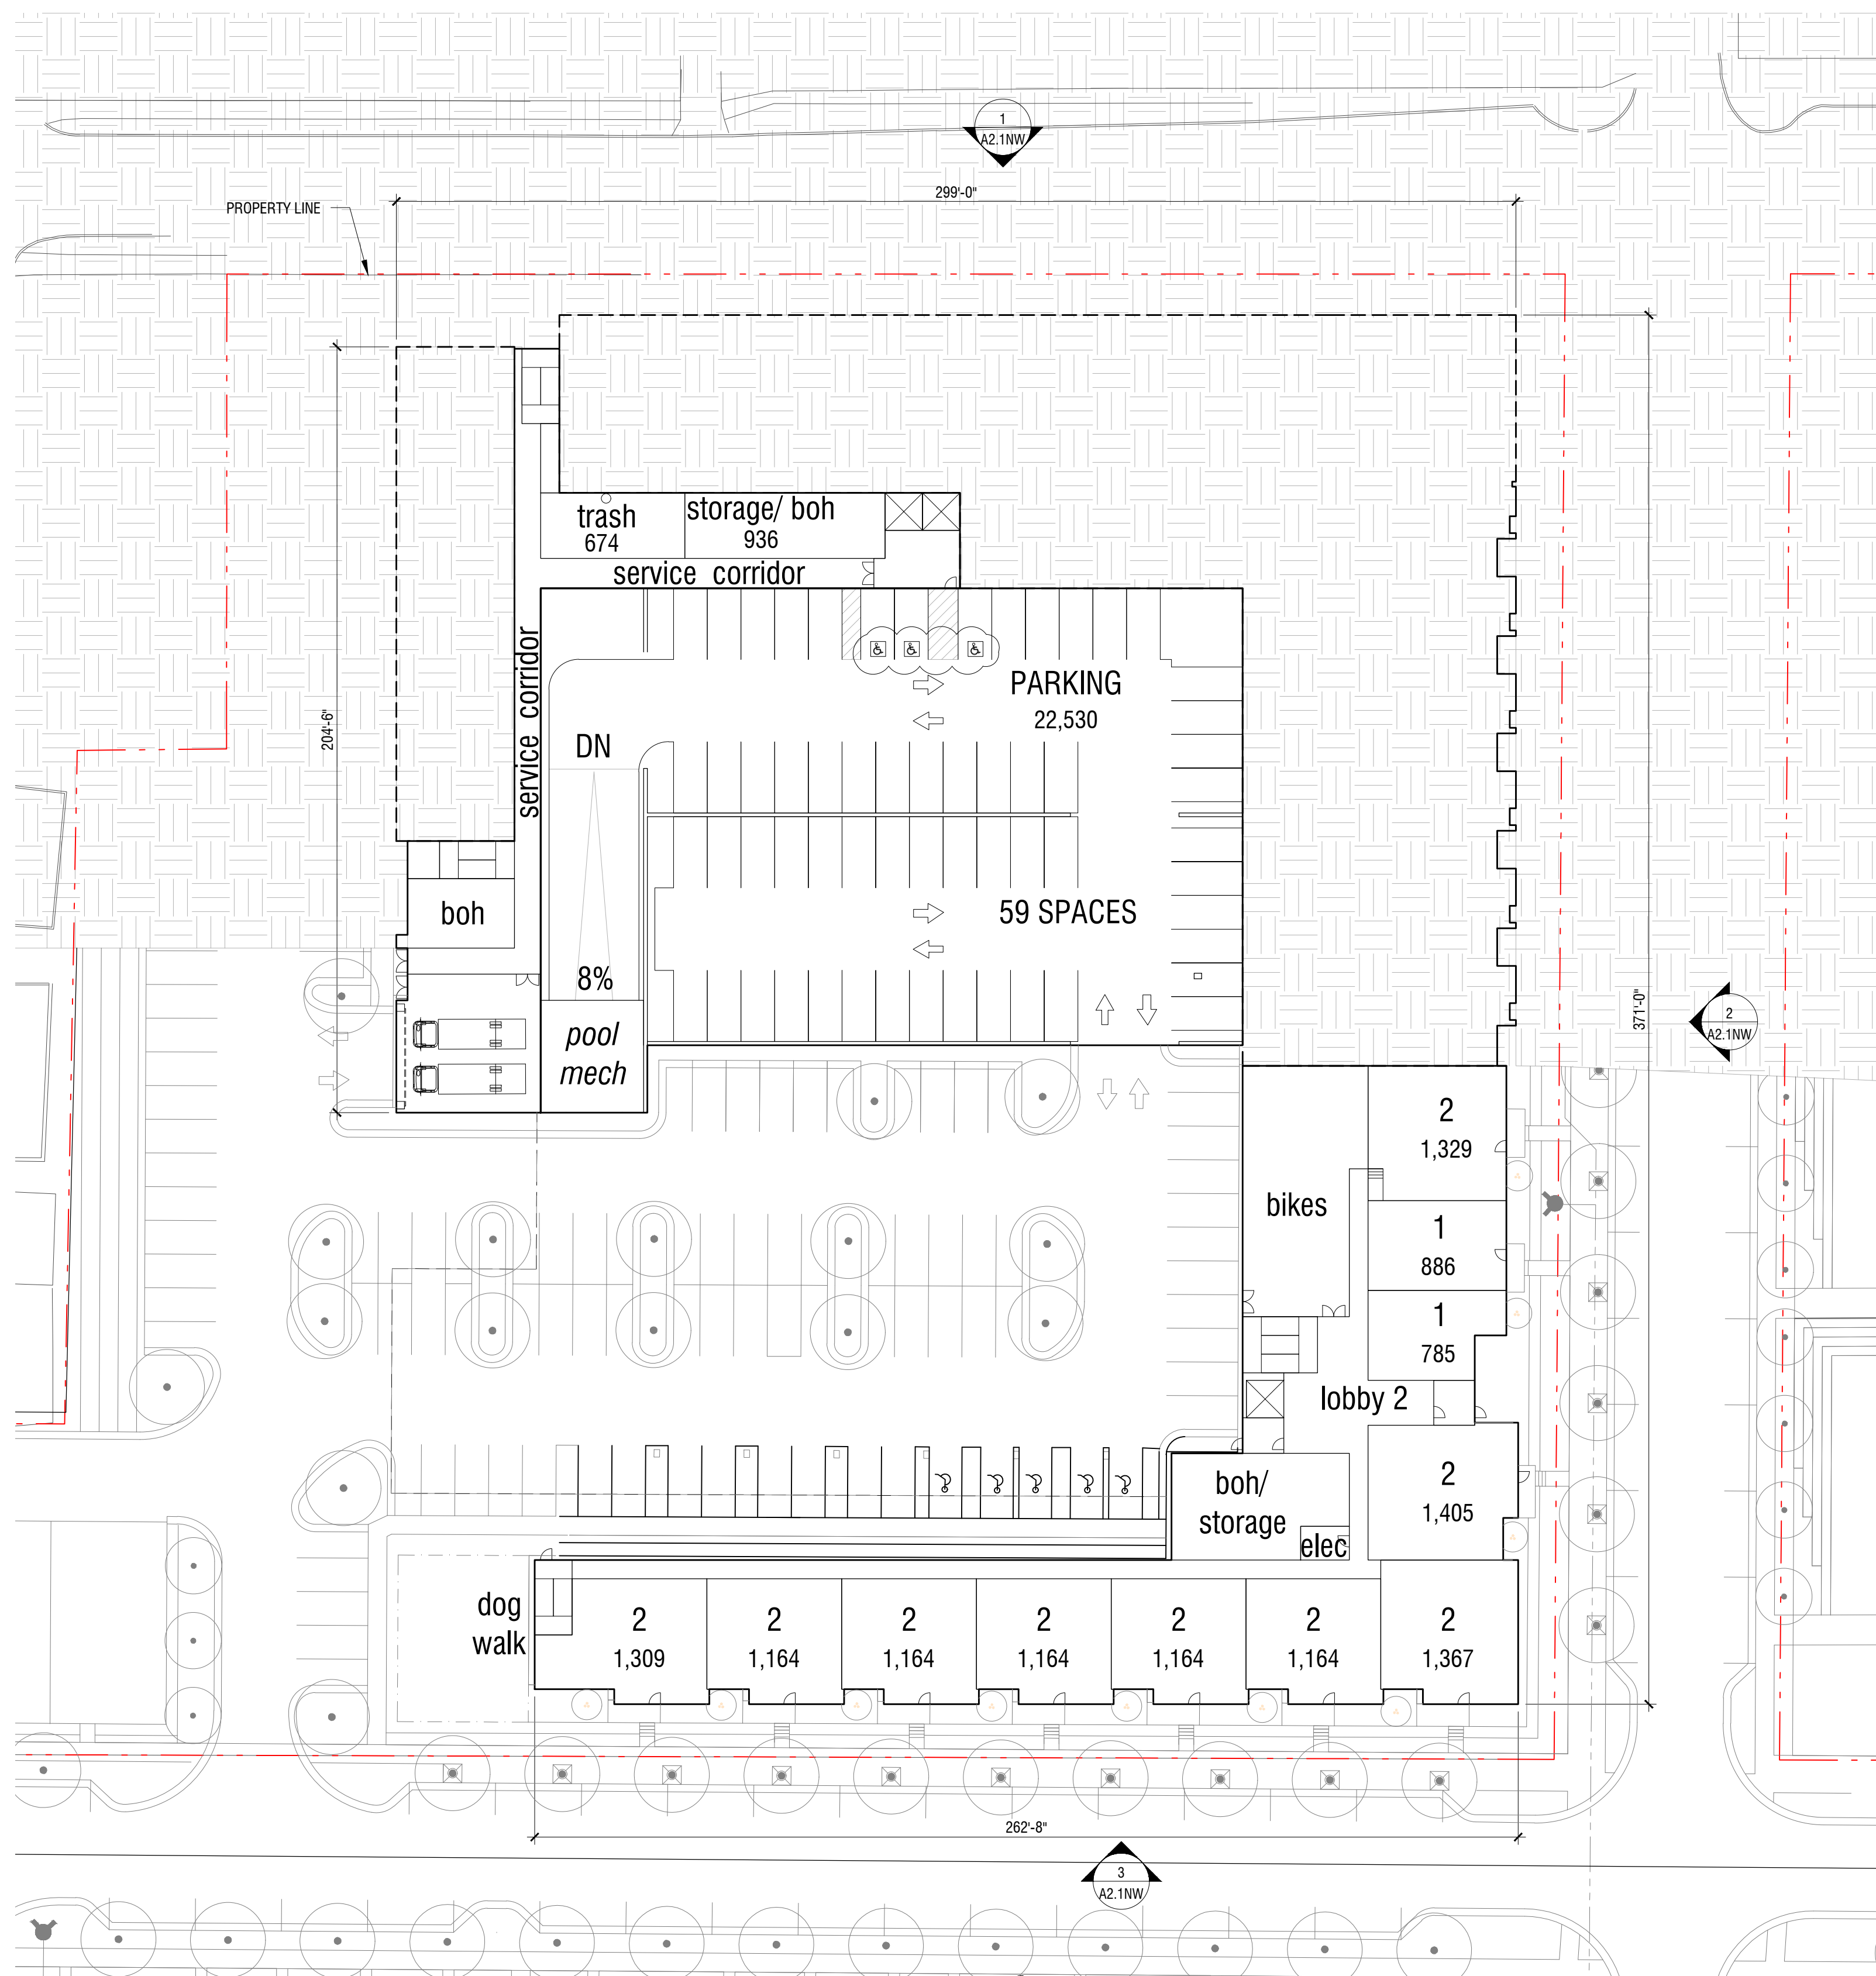 1
A2.1NW
299'-0"
PROPERTY LINE
trash
674
storage/ boh
936
service corridor
service corridor
PARKING
22,530
204'-6"
DN
boh
59 SPACES
8%
pool
mech
371'-0"
2
A2.1NW
2
1,329
bikes
1
886
1
785
lobby 2
2
1,405
boh/
storage
elec
dog
walk
2
1,309
2
1,164
2
1,164
2
1,164
2
1,164
2
1,164
2
1,367
262'-8"
3
A2.1NW